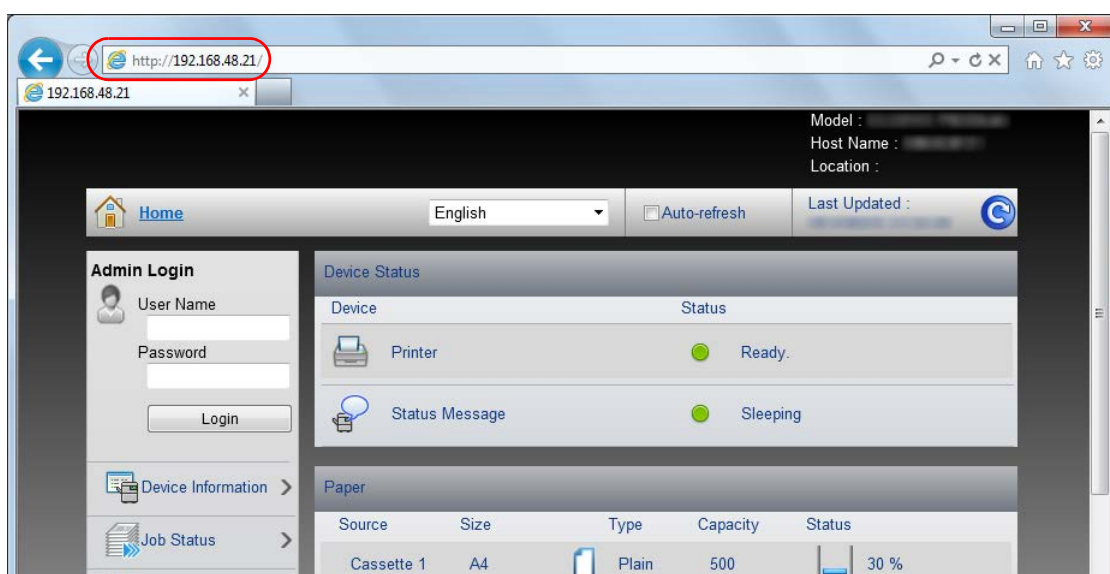 http://192.168.48.21/
192.168.48.21
Model :
Host Name :
Location :
Home
English
Auto-refresh
Last Updated :
Admin Login
User Name
Password
Login
Device Information
Job Status
Device Status
Device Status
Printer Ready.
Status Message Sleeping
Paper
Source Size Type Capacity Status
Cassette 1 A4 Plain 500 30 %